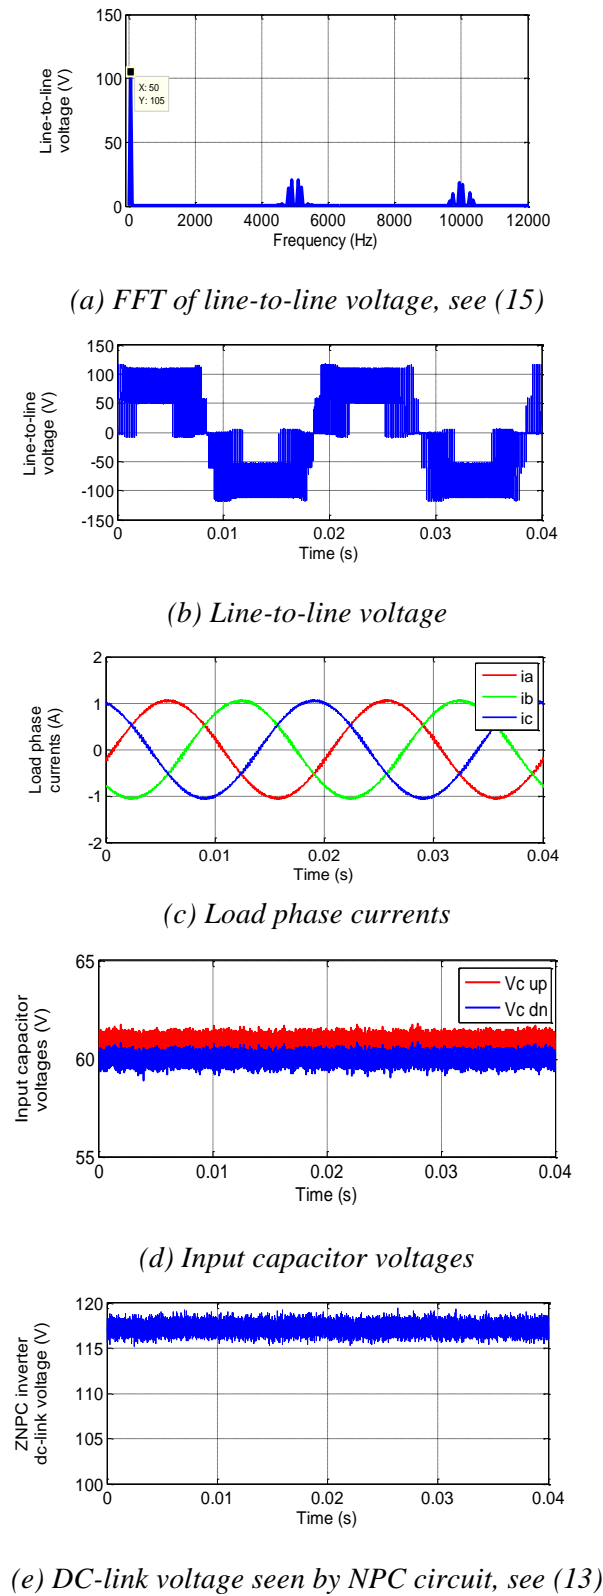 150
100
50
0
Line-to-line
voltage (V)
X: 50
Y: 105
0 2000 4000 6000 8000 10000 12000
Frequency (Hz)
(a) FFT of line-to-line voltage, see (15)
150
100
50
0
-50
-100
-150
Line-to-line
voltage (V)
0 0.01 0.02 0.03 0.04
Time (s)
(b) Line-to-line voltage
2
1
0
-1
-2
Load phase
currents (A)
ia
ib
ic
0 0.01 0.02 0.03 0.04
Time (s)
(c) Load phase currents
65
60
55
Input capacitor
voltages (V)
Vc up
Vc dn
0 0.01 0.02 0.03 0.04
Time (s)
(d) Input capacitor voltages
120
115
110
105
100
ZNPC inverter
dc-link voltage (V)
0 0.01 0.02 0.03 0.04
Time (s)
(e) DC-link voltage seen by NPC circuit, see (13)